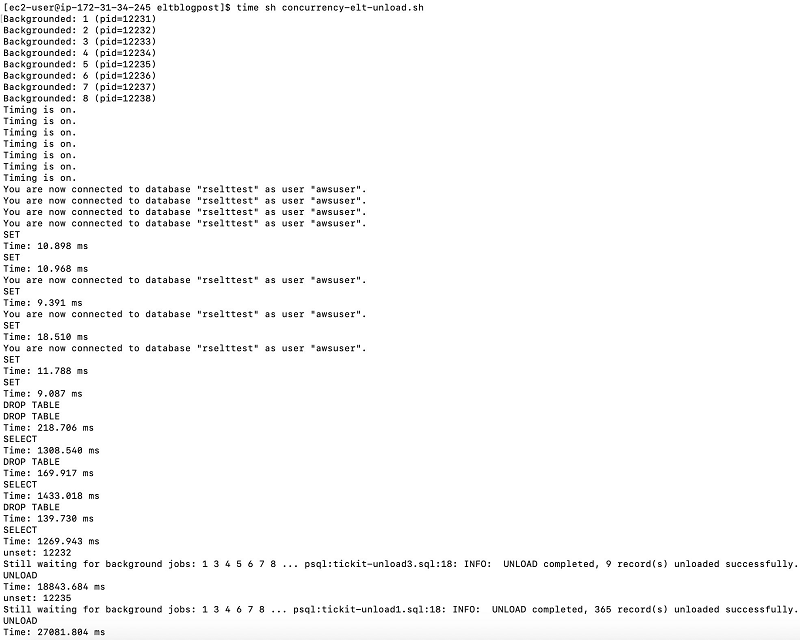 [ec2-user@ip-172-31-34-245 eltblogpost]$ time sh concurrency-elt-unload.sh
Backgrounded: 1 (pid=12231)
Backgrounded: 2 (pid=12232)
Backgrounded: 3 (pid=12233)
Backgrounded: 4 (pid=12234)
Backgrounded: 5 (pid=12235)
Backgrounded: 6 (pid=12236)
Backgrounded: 7 (pid=12237)
Backgrounded: 8 (pid=12238)
Timing is on.
Timing is on.
Timing is on.
Timing is on.
Timing is on.
Timing is on.
Timing is on.
You are now connected to database "rselttest" as user "awsuser".
You are now connected to database "rselttest" as user "awsuser".
You are now connected to database "rselttest" as user "awsuser".
You are now connected to database "rselttest" as user "awsuser".
SET
Time: 10.898 ms
SET
Time: 10.968 ms
You are now connected to database "rselttest" as user "awsuser".
SET
Time: 9.391 ms
You are now connected to database "rselttest" as user "awsuser".
SET
Time: 18.510 ms
You are now connected to database "rselttest" as user "awsuser".
SET
Time: 11.788 ms
SET
Time: 9.087 ms
DROP TABLE
DROP TABLE
Time: 218.706 ms
SELECT
Time: 1308.540 ms
DROP TABLE
Time: 169.917 ms
SELECT
Time: 1433.018 ms
DROP TABLE
Time: 139.730 ms
SELECT
Time: 1269.943 ms
unset: 12232
Still waiting for background jobs: 1 3 4 5 6 7 8 ... psql:tickit-unload3.sql:18: INFO:  UNLOAD completed, 9 record(s) unloaded successfully.
UNLOAD
Time: 18843.684 ms
unset: 12235
Still waiting for background jobs: 1 3 4 6 7 8 ... psql:tickit-unload1.sql:18: INFO:  UNLOAD completed, 365 record(s) unloaded successfully.
UNLOAD
Time: 27081.804 ms